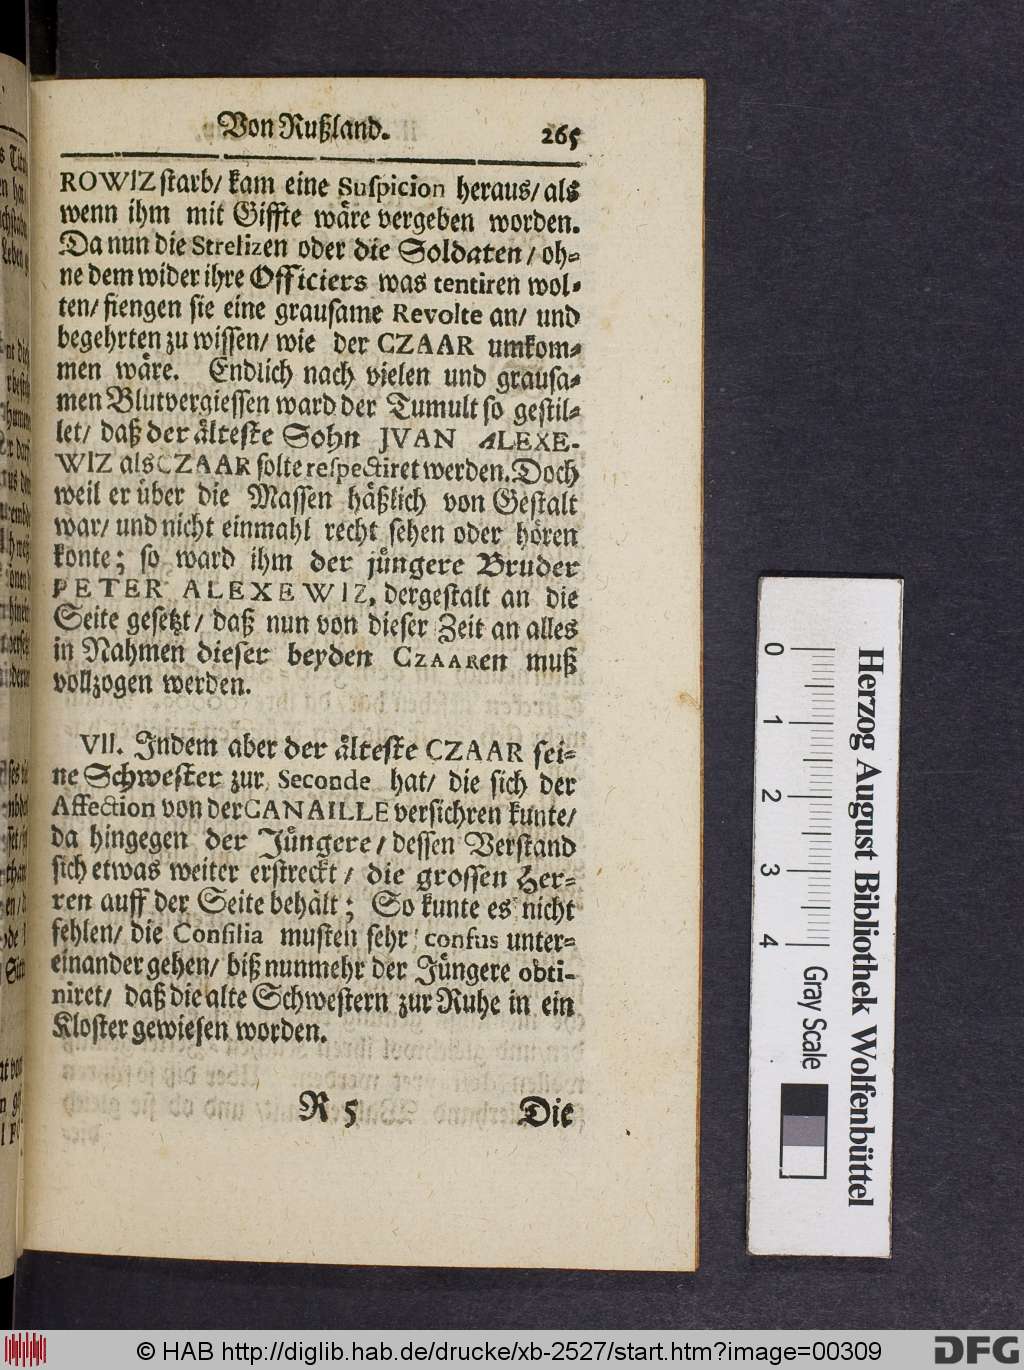 Von Rußland. 265
ROWIZ starb/ kam eine Suspicion heraus/ als
wenn ihm mit Giffte wäre vergeben worden.
Da nun die Strelizen oder die Soldaten/ oh-
ne dem wider ihre Officiers was tentiren wol-
ten/ fiengen sie eine grausame Revolte an/ und
begehrten zu wissen/ wie der CZAAR umkom-
men wäre. Endlich nach vielen und grausa-
men Blutvergiessen ward der Tumult so gestil-
let/ daß der älteste Sohn JVAN ALEXE-
WIZ als CZAAR solte respectiret werden. Doch
weil er über die Massen häßlich von Gestalt
war/ und nicht einmahl recht sehen oder hören
konte; so ward ihm der jüngere Bruder
PETER ALEXEWIZ, dergestalt an die
Seite gesetzt/ daß nun von dieser Zeit an alles
in Nahmen dieser beyden CZAAREN muß
vollzogen werden.
VII. Indem aber der älteste CZAAR sei-
ne Schwester zur Seconde hat/ die sich der
Affection von der CANAILLE versichren kunte/
da hingegen der Jüngere/ dessen Verstand
sich etwas weiter erstreckt/ die grossen Her-
ren auff der Seite behält; So kunte es nicht
fehlen/ die Consilia musten sehr confus unter-
einander gehen/ biß nunmehr der Jüngere obti-
niret/ daß die alte Schwestern zur Ruhe in ein
Kloster gewiesen worden.
R 5 Die
0 1 2 3 4
Gray Scale
Herzog August Bibliothek Wolfenbüttel
© HAB http://diglib.hab.de/drucke/xb-2527/start.htm?image=00309
DFG